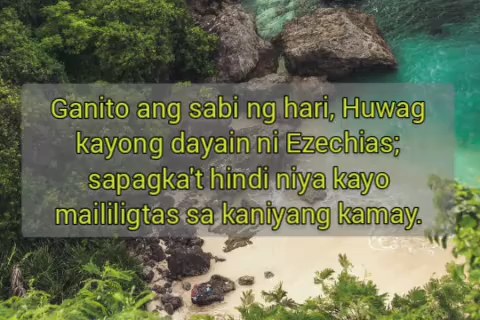 Ganito ang sabi ng hari, Huwag
kayong dayain ni Ezechias;
sapagka't hindi niya kayo
maililigtas sa kaniyang kamay.